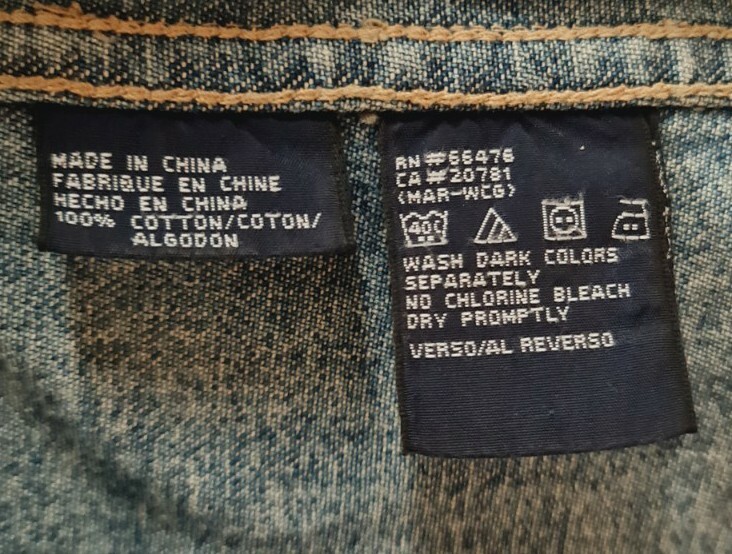 MADE IN CHINA
FABRIQUE EN CHINE
HECHO EN CHINA
100% COTTON/COTON/
ALGODON
RN #66476
CA #20781
(MAR-WCG)
40C
WASH DARK COLORS
SEPARATELY
NO CHLORINE BLEACH
DRY PROMPTLY
VERSO/AL REVERSO